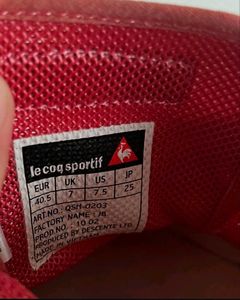 le coq sportif
EUR UK US JP
40.5 7 7.5 25
ART.NO. : QSH-0203
FACTORY NAME : JB
PROD.NO. : 10.02
PRODUCED BY DESCENTE LTD.
MADE IN VIETNAM